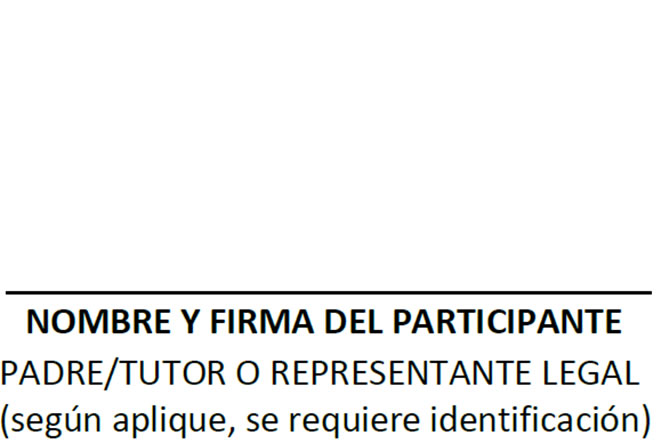 NOMBRE Y FIRMA DEL PARTICIPANTE
PADRE/TUTOR O REPRESENTANTE LEGAL
(según aplique, se requiere identificación)